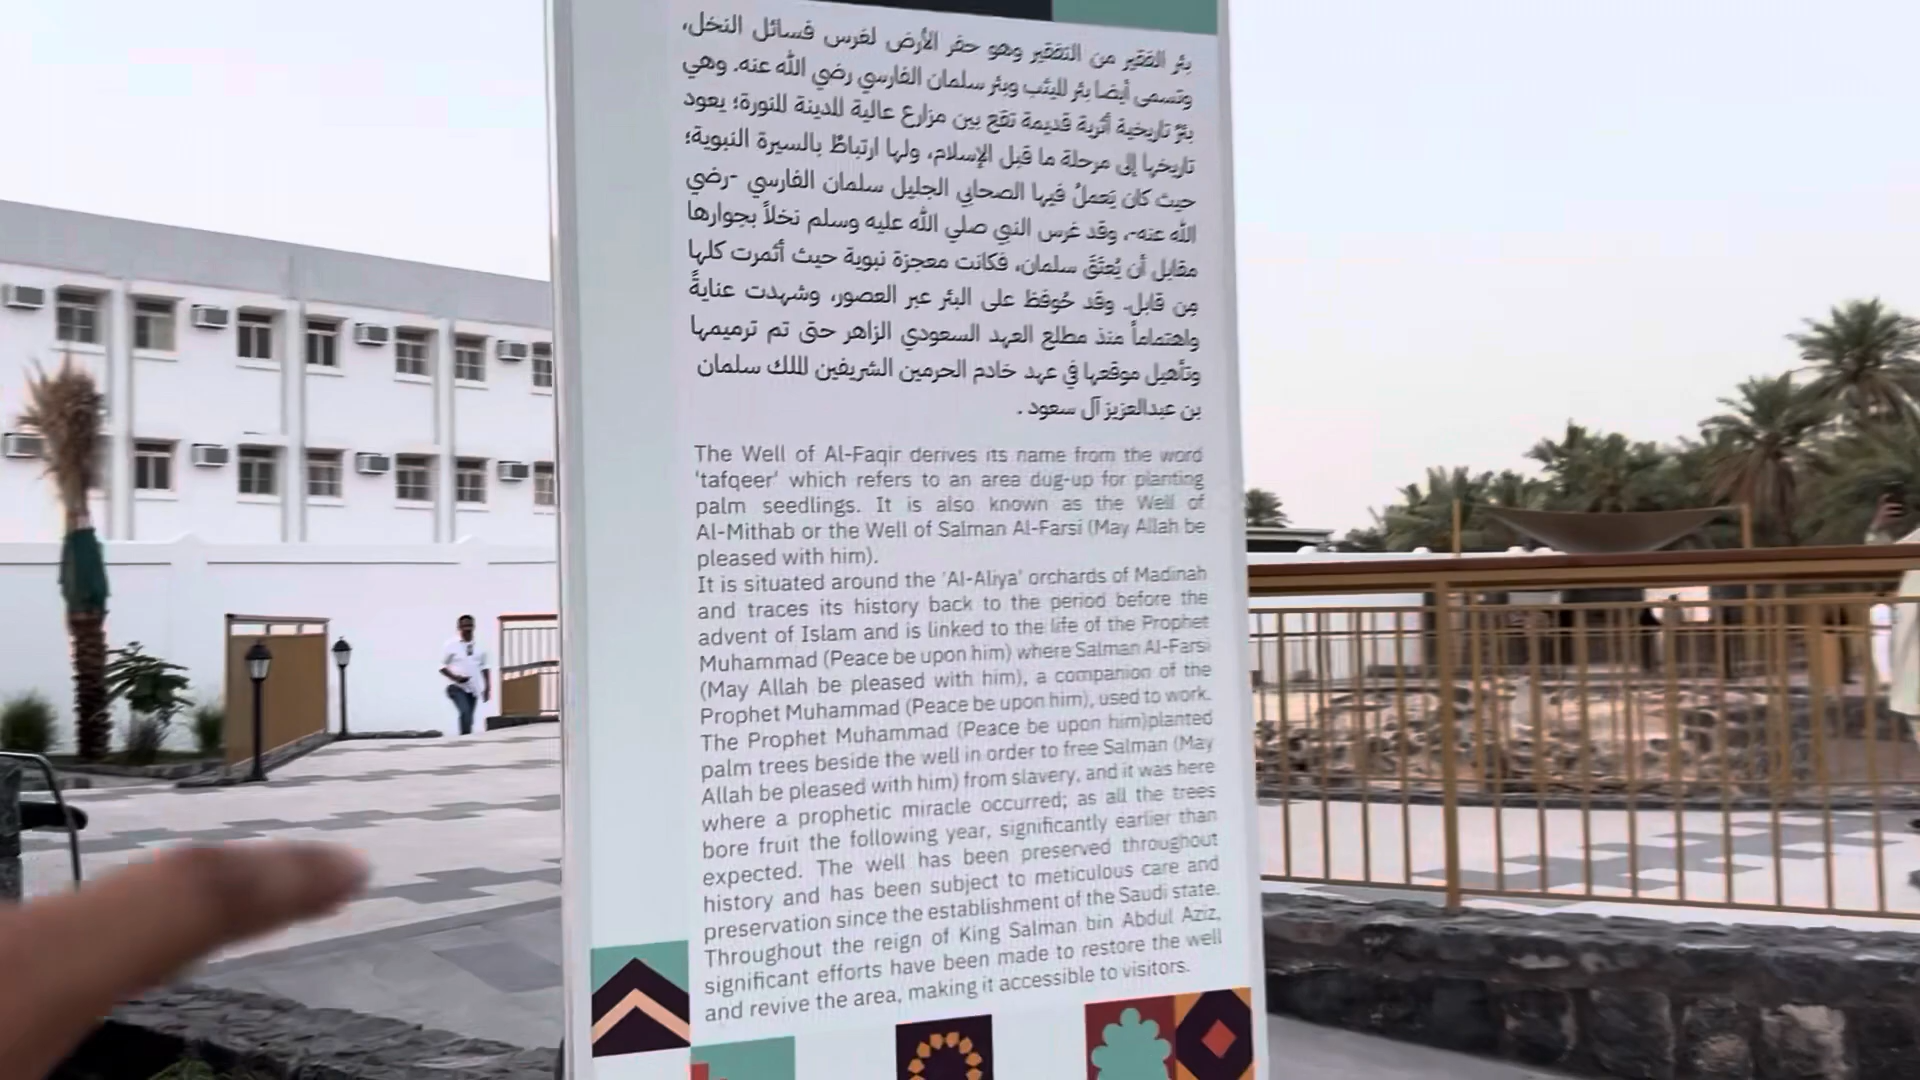 بئر الفقير من التفقير وهو حفر الأرض لغرس فسائل النخل،
وتسمى أيضا بئر الميثب وبئر سلمان الفارسي رضي الله عنه. وهي
بئرٌ تاريخية أثرية قديمة تقع بين مزارع عالية المدينة المنورة؛ يعود
تاريخها إلى مرحلة ما قبل الإسلام، ولها ارتباطٌ بالسيرة النبوية؛
حيث كان يَعملُ فيها الصحابي الجليل سلمان الفارسي -رضي
الله عنه-، وقد غرس النبي صلي الله عليه وسلم نخلاً بجوارها
مقابل أن يُعتَقَ سلمان، فكانت معجزة نبوية حيث أثمرت كلها
مِن قابل. وقد حُوفظ على البئر عبر العصور، وشهدت عنايةً
واهتماماً منذ مطلع العهد السعودي الزاهر حتى تم ترميمها
وتأهيل موقعها في عهد خادم الحرمين الشريفين الملك سلمان
بن عبدالعزيز آل سعود .
The Well of Al-Faqir derives its name from the word
‘tafqeer’ which refers to an area dug-up for planting
palm seedlings. It is also known as the Well of
Al-Mithab or the Well of Salman Al-Farsi (May Allah be
pleased with him).
It is situated around the ‘Al-Aliya’ orchards of Madinah
and traces its history back to the period before the
advent of Islam and is linked to the life of the Prophet
Muhammad (Peace be upon him) where Salman Al-Farsi
(May Allah be pleased with him), a companion of the
Prophet Muhammad (Peace be upon him), used to work.
The Prophet Muhammad (Peace be upon him)planted
palm trees beside the well in order to free Salman (May
Allah be pleased with him) from slavery, and it was here
where a prophetic miracle occurred; as all the trees
bore fruit the following year, significantly earlier than
expected. The well has been preserved throughout
history and has been subject to meticulous care and
preservation since the establishment of the Saudi state.
Throughout the reign of King Salman bin Abdul Aziz,
significant efforts have been made to restore the well
and revive the area, making it accessible to visitors.